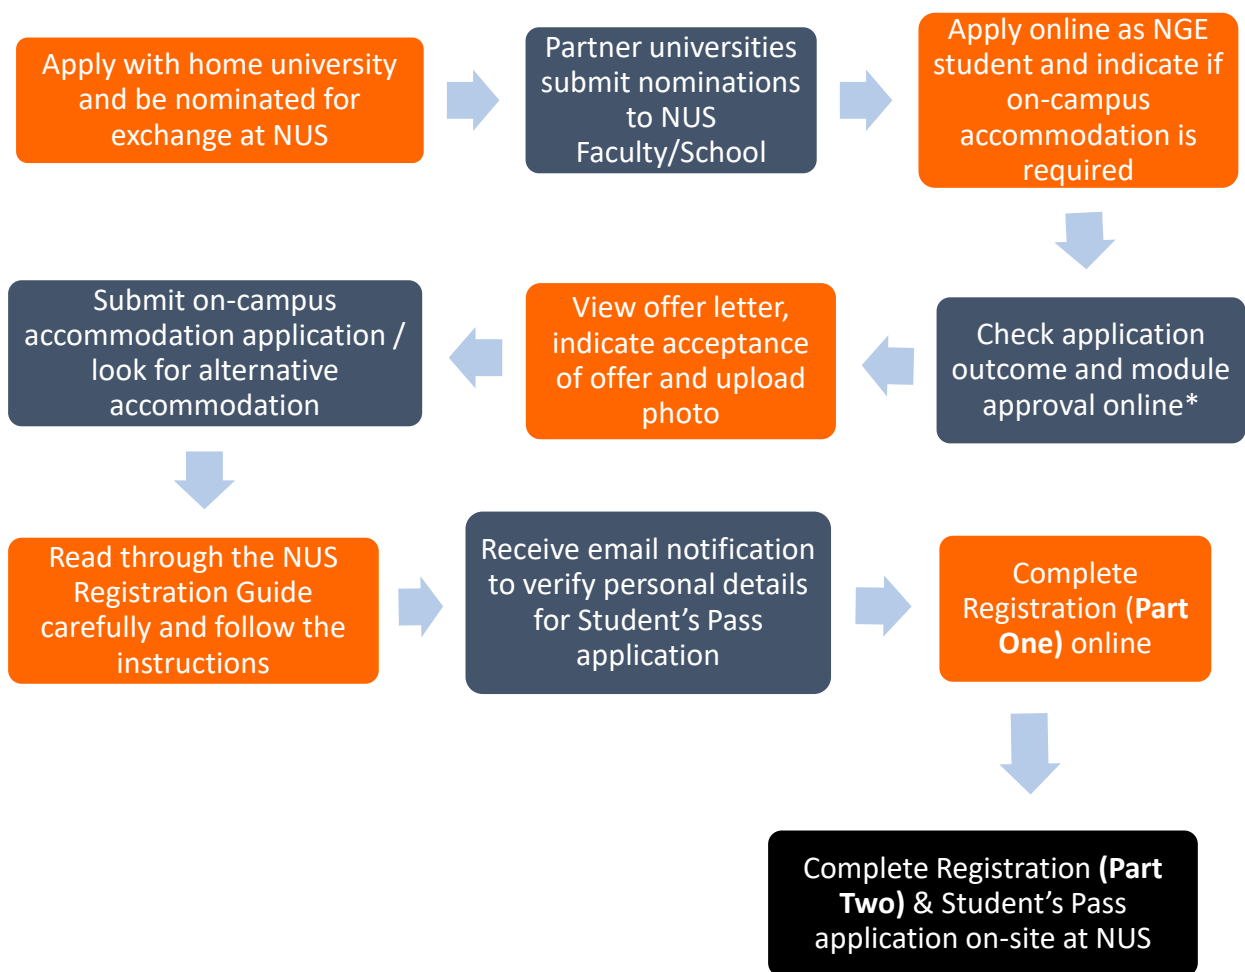 Apply with home university
and be nominated for
exchange at NUS
Partner universities
submit nominations
to NUS
Faculty/School
Apply online as NGE
student and indicate if
on-campus
accommodation is
required
Check application
outcome and module
approval online*
View offer letter,
indicate acceptance
of offer and upload
photo
Submit on-campus
accommodation application /
look for alternative
accommodation
Read through the NUS
Registration Guide
carefully and follow the
instructions
Receive email notification
to verify personal details
for Student’s Pass
application
Complete
Registration (Part
One) online
Complete Registration (Part
Two) & Student’s Pass
application on-site at NUS